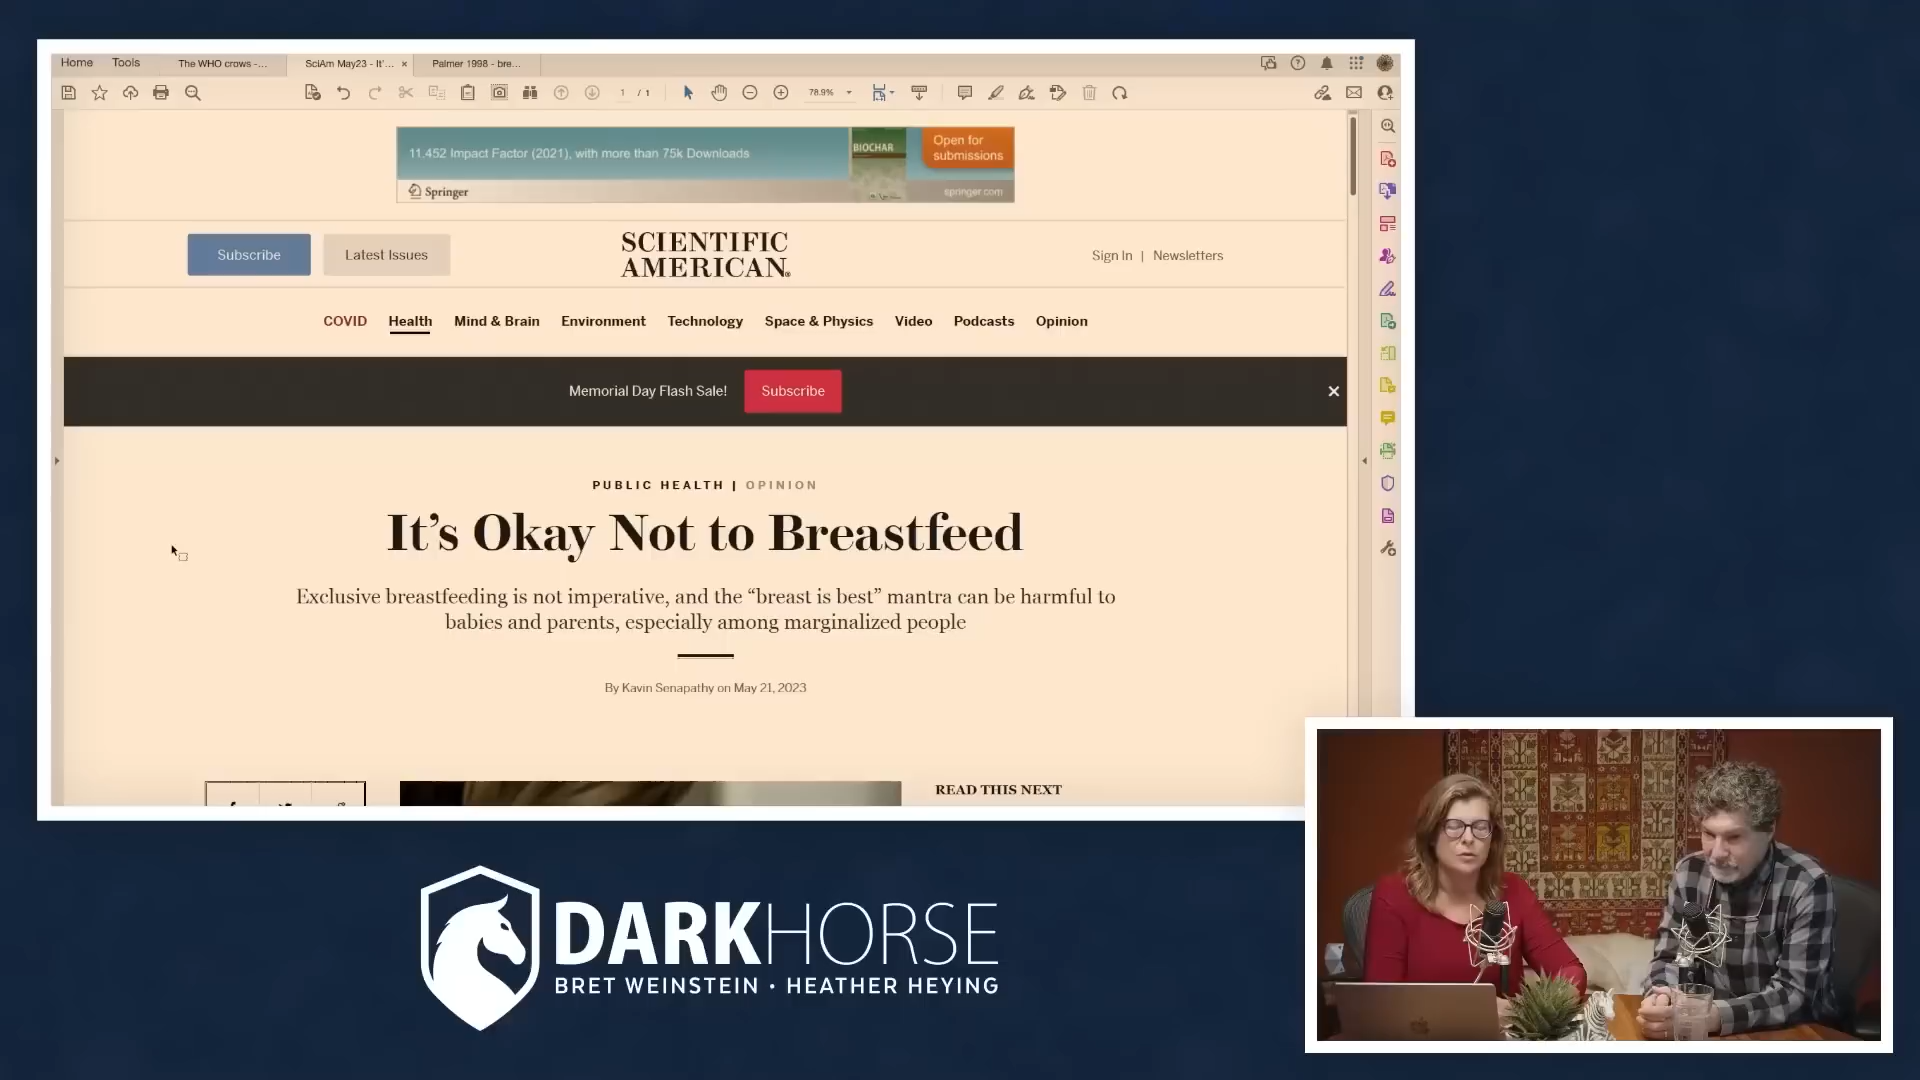 Home Tools The WHO crows -... SciAm May23 - It'... × Palmer 1998 - bre...
1 / 1 78.9%
11.452 Impact Factor (2021), with more than 75k Downloads
BIOCHAR
Open for
submissions
Springer
springer.com
Subscribe
Latest Issues
SCIENTIFIC
AMERICAN®
Sign In | Newsletters
COVID Health Mind & Brain Environment Technology Space & Physics Video Podcasts Opinion
Memorial Day Flash Sale! Subscribe ×
PUBLIC HEALTH | OPINION
It’s Okay Not to Breastfeed
Exclusive breastfeeding is not imperative, and the “breast is best” mantra can be harmful to
babies and parents, especially among marginalized people
By Kavin Senapathy on May 21, 2023
READ THIS NEXT
DARKHORSE
BRET WEINSTEIN · HEATHER HEYING